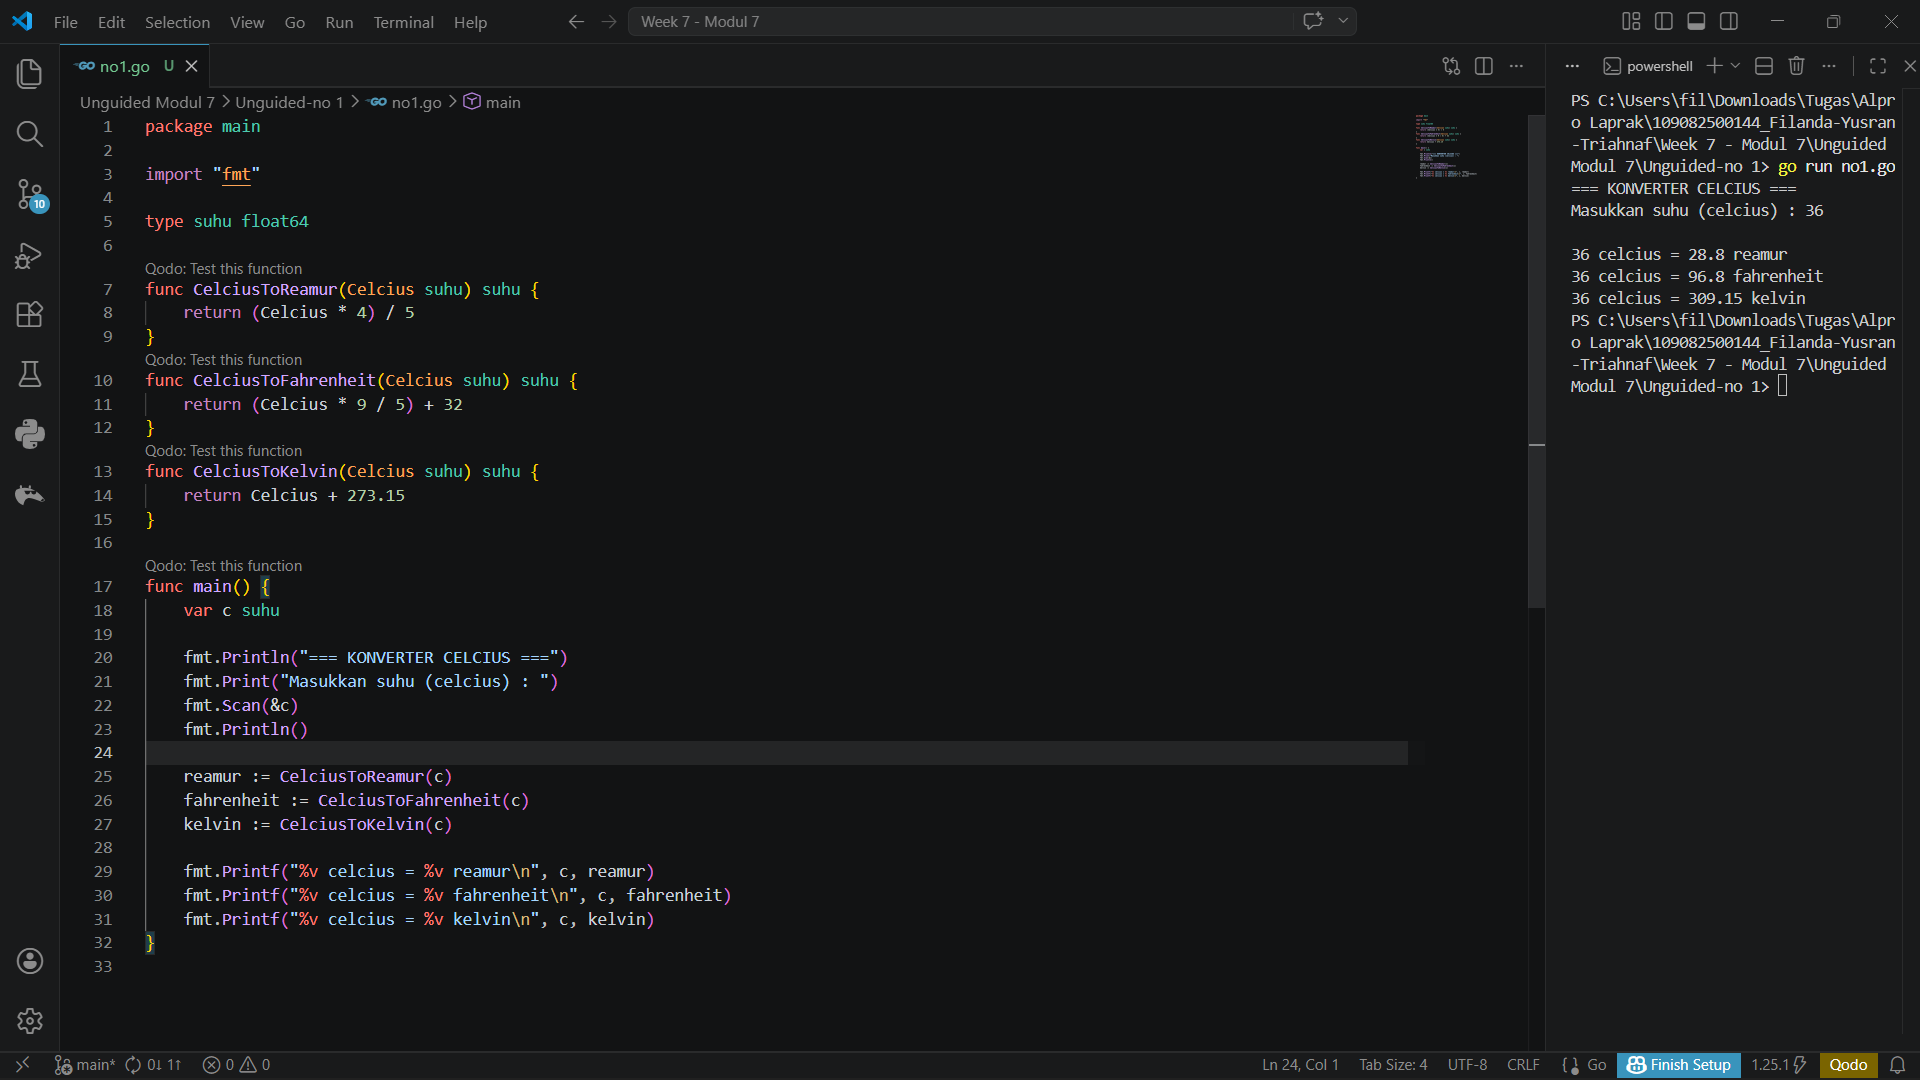 File Edit Selection View Go Run Terminal Help
Week 7 - Modul 7
no1.go U
powershell
Unguided Modul 7 > Unguided-no 1 > no1.go > main
1 package main
2
3 import "fmt"
4
5 type suhu float64
6
Qodo: Test this function
7 func CelciusToReamur(Celcius suhu) suhu {
8 return (Celcius * 4) / 5
9 }
Qodo: Test this function
10 func CelciusToFahrenheit(Celcius suhu) suhu {
11 return (Celcius * 9 / 5) + 32
12 }
Qodo: Test this function
13 func CelciusToKelvin(Celcius suhu) suhu {
14 return Celcius + 273.15
15 }
16
Qodo: Test this function
17 func main() {
18 var c suhu
19
20 fmt.Println("=== KONVERTER CELCIUS ===")
21 fmt.Print("Masukkan suhu (celcius) : ")
22 fmt.Scan(&c)
23 fmt.Println()
24
25 reamur := CelciusToReamur(c)
26 fahrenheit := CelciusToFahrenheit(c)
27 kelvin := CelciusToKelvin(c)
28
29 fmt.Printf("%v celcius = %v reamur\n", c, reamur)
30 fmt.Printf("%v celcius = %v fahrenheit\n", c, fahrenheit)
31 fmt.Printf("%v celcius = %v kelvin\n", c, kelvin)
32 }
33
PS C:\Users\fil\Downloads\Tugas\Alpr
o Laprak\109082500144_Filanda-Yusran
-Triahnaf\Week 7 - Modul 7\Unguided
Modul 7\Unguided-no 1> go run no1.go
=== KONVERTER CELCIUS ===
Masukkan suhu (celcius) : 36

36 celcius = 28.8 reamur
36 celcius = 96.8 fahrenheit
36 celcius = 309.15 kelvin
PS C:\Users\fil\Downloads\Tugas\Alpr
o Laprak\109082500144_Filanda-Yusran
-Triahnaf\Week 7 - Modul 7\Unguided
Modul 7\Unguided-no 1>
10
main* 0↓ 1↑ 0 0 Ln 24, Col 1 Tab Size: 4 UTF-8 CRLF {} Go Finish Setup 1.25.1 Qodo